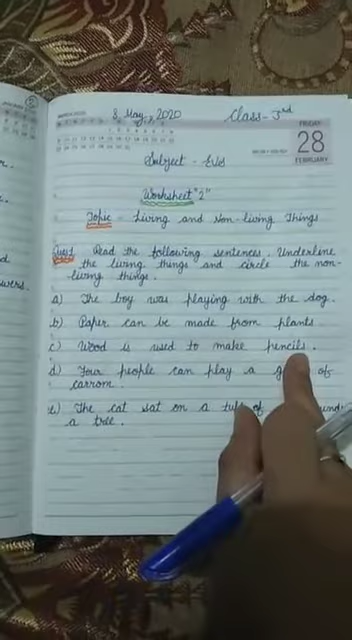 8 May, 2020
Class - 3rd
FRIDAY
28
FEBRUARY
Subject - EVS
Worksheet "2"
Topic - Living and Non-living Things
Quest Read the following sentences. Underline
the living things and circle the non-
living things.
a) The boy was playing with the dog.
b) Paper can be made from plants.
c) Wood is used to make pencils.
d) Four people can play a of
carrom.
e) The cat sat on a of
a tree.